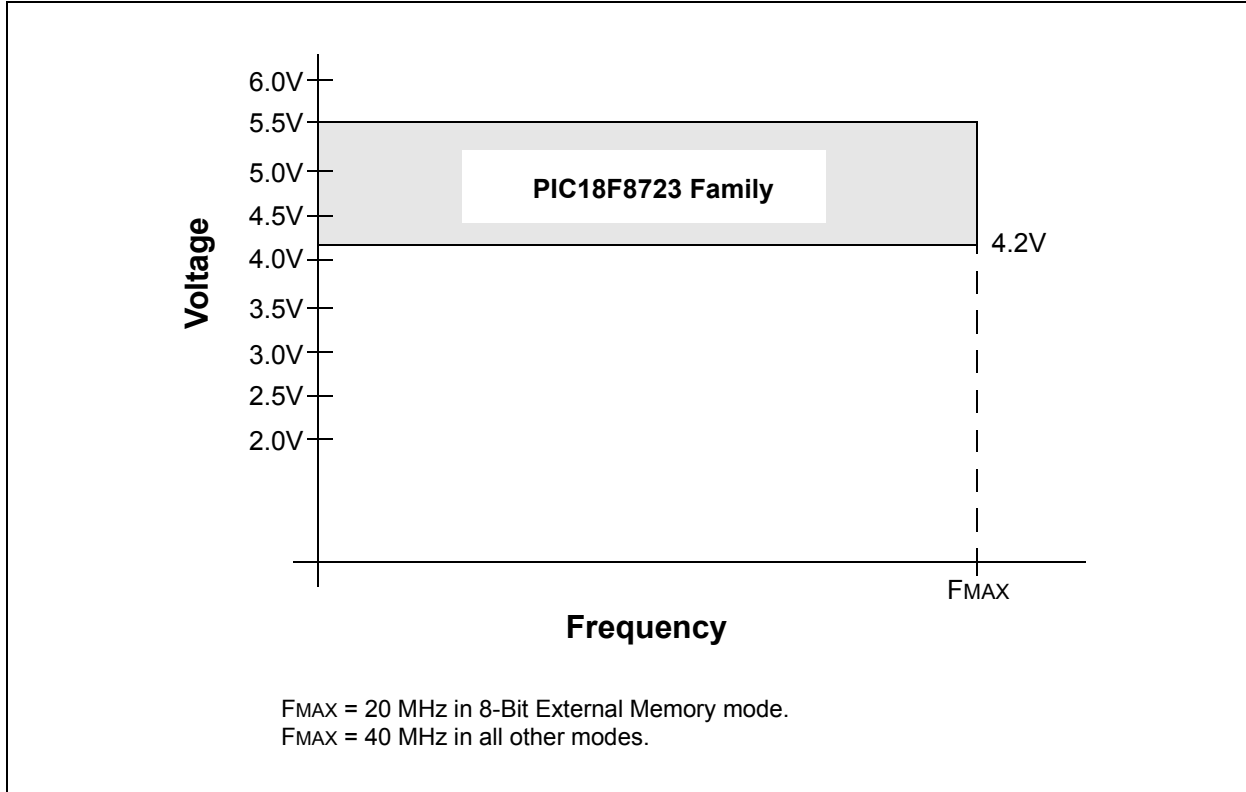 6.0V
5.5V
5.0V
4.5V
4.0V
3.5V
3.0V
2.5V
2.0V
Voltage
PIC18F8723 Family
4.2V
FMAX
Frequency
FMAX = 20 MHz in 8-Bit External Memory mode.
FMAX = 40 MHz in all other modes.